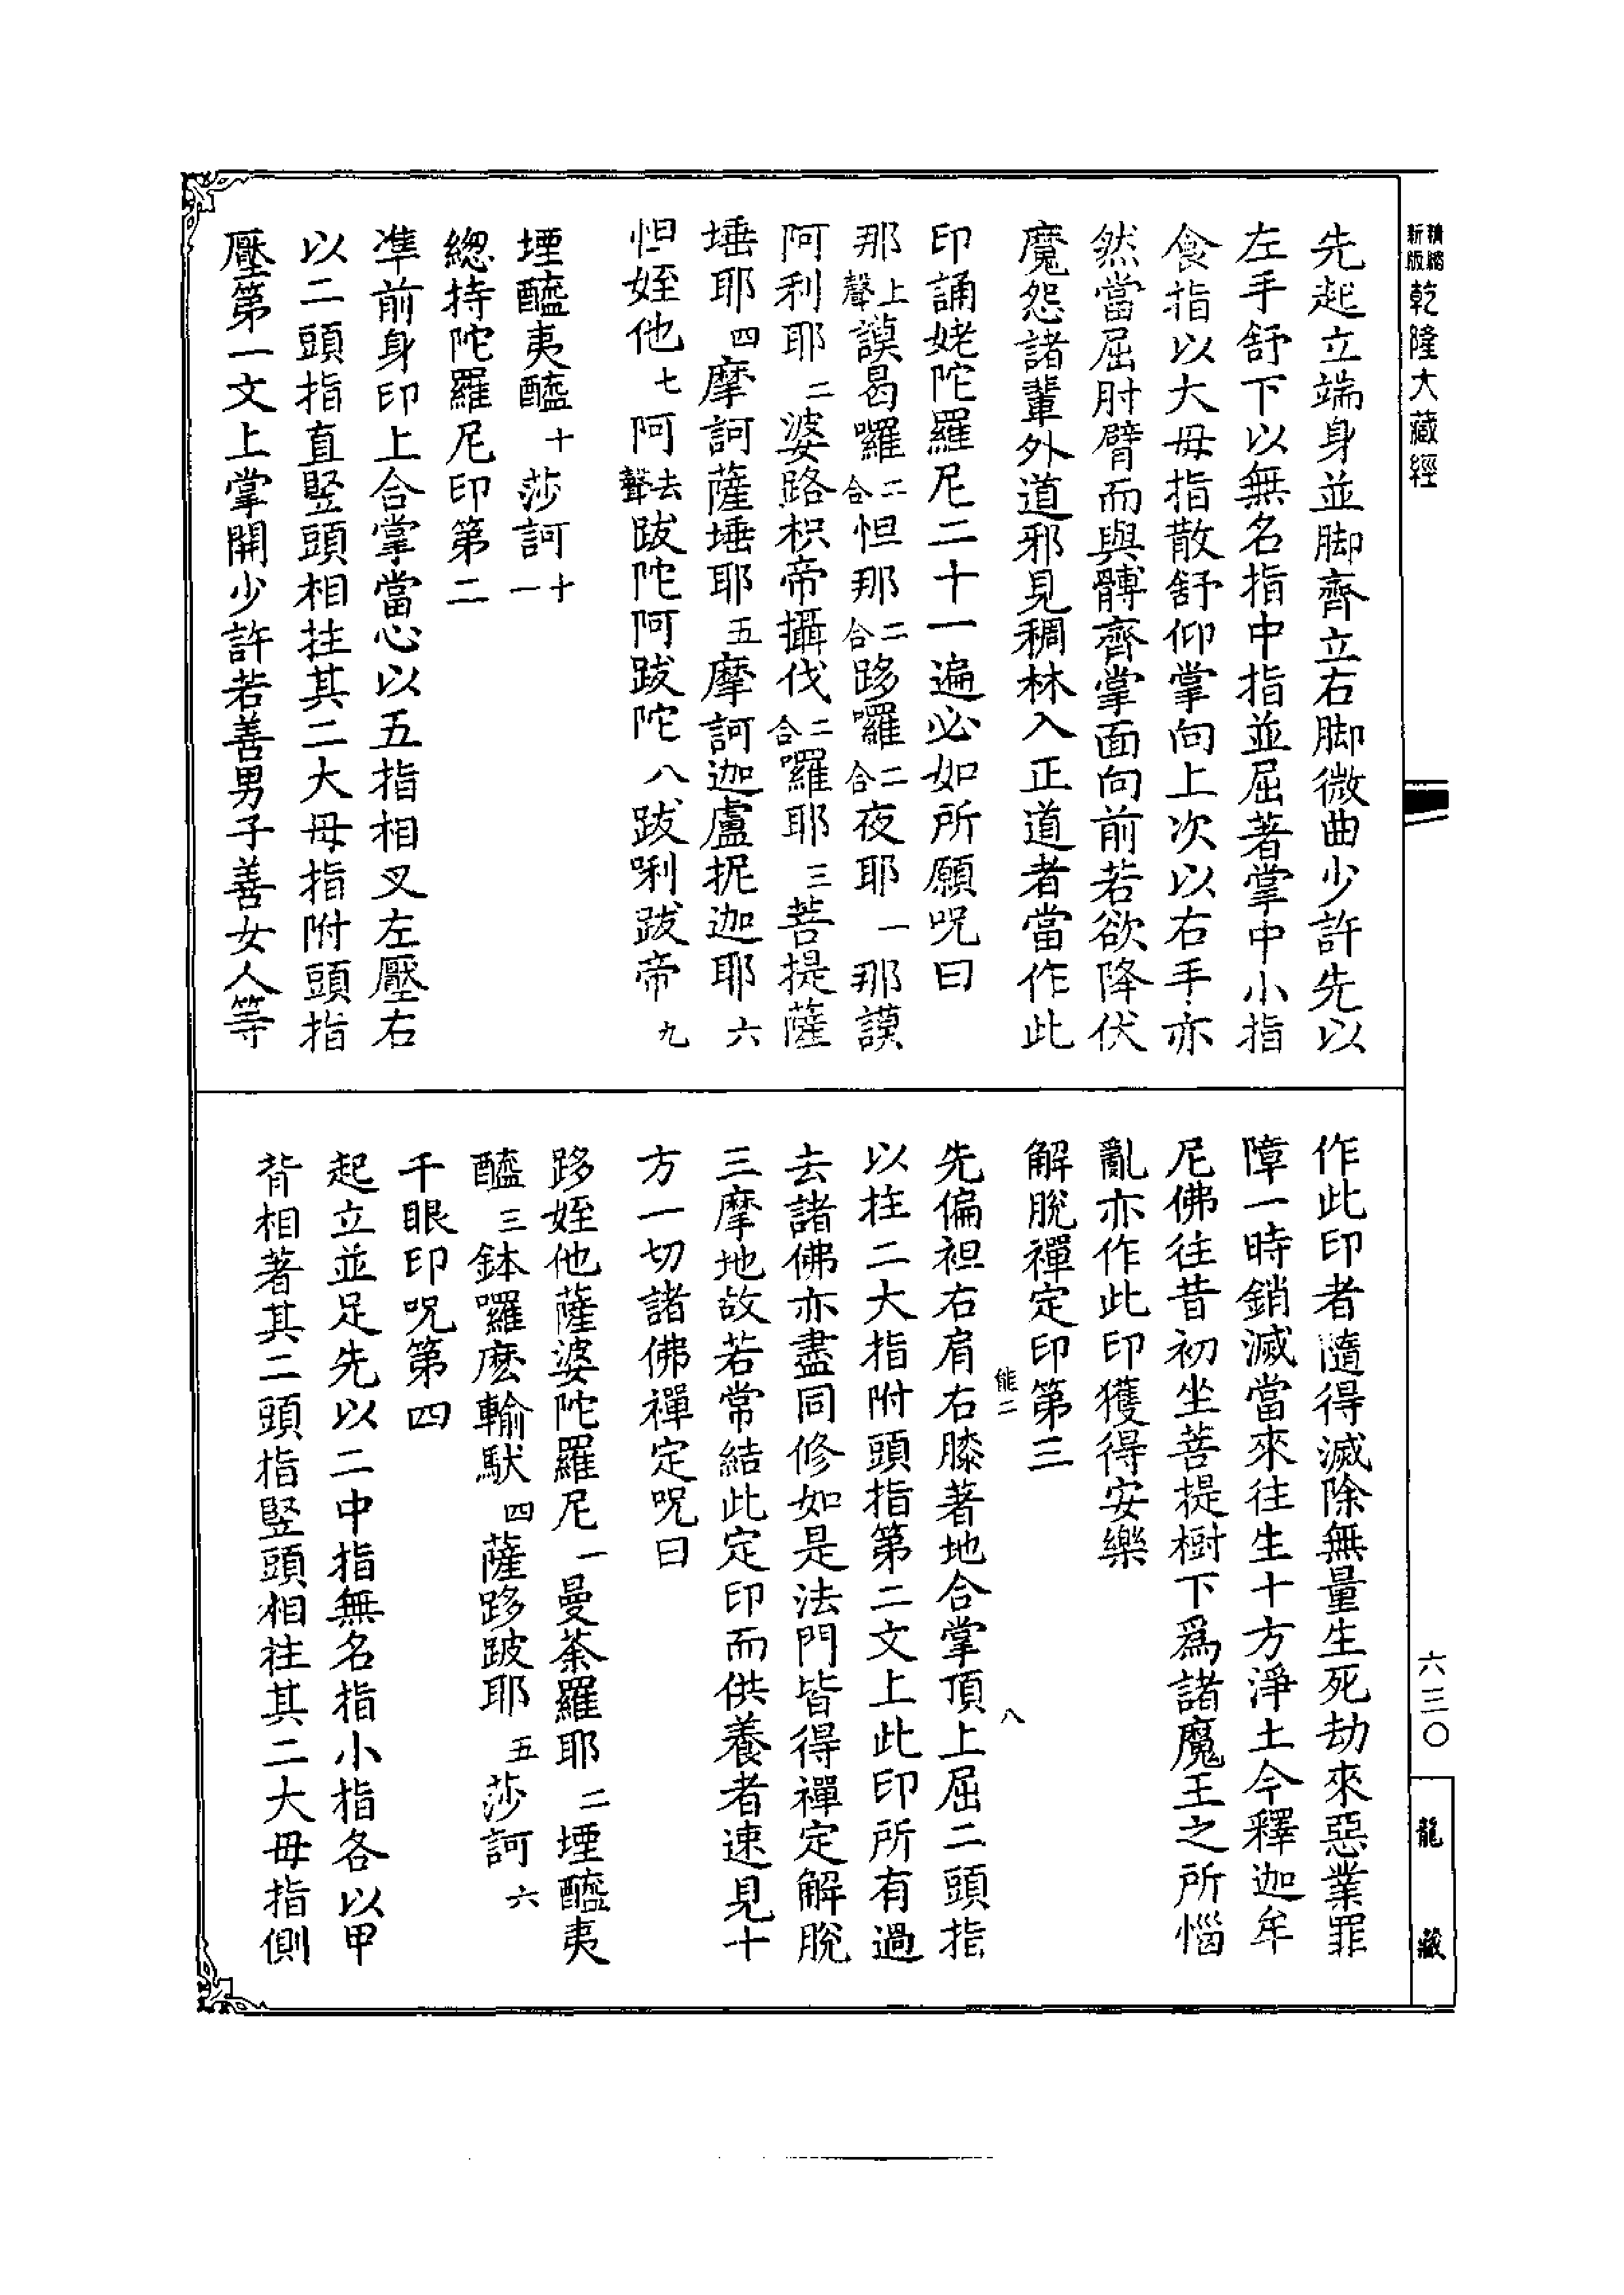 精縮新版乾隆大藏經
先起立端身並脚齊立右脚微曲少許先以
左手舒下以無名指中指並屈著掌中小指
食指以大母指散舒仰掌向上次以右手亦
然當屈肘臂而與髆齊掌面向前若欲降伏
魔怨諸輩外道邪見稠林入正道者當作此
印誦姥陀羅尼二十一遍必如所願呪曰
那上聲謨曷囉二合怛那二合跢囉二合夜耶一那謨
阿利耶二婆路枳帝攝伐二合囉耶三菩提薩
埵耶四摩訶薩埵耶五摩訶迦盧抳迦耶六
怛姪他七阿去聲跋陀阿跋陀八跋唎跋帝九
堙醯夷醯十莎訶十一
總持陀羅尼印第二
準前身印上合掌當心以五指相叉左壓右
以二頭指直豎頭相拄其二大母指附頭指
壓第一文上掌開少許若善男子善女人等
作此印者隨得滅除無量生死劫來惡業罪
障一時銷滅當來往生十方淨土今釋迦牟
尼佛往昔初坐菩提樹下爲諸魔王之所惱
亂亦作此印獲得安樂
解脫禪定印第三
能二
八
先偏袒右肩右膝著地合掌頂上屈二頭指
以拄二大指附頭指第二文上此印所有過
去諸佛亦盡同修如是法門皆得禪定解脫
三摩地故若常結此定印而供養者速見十
方一切諸佛禪定呪曰
跢姪他薩婆陀羅尼一曼荼羅耶二堙醯夷
醯三鉢囉麽輸馱四薩跢跛耶五莎訶六
千眼印呪第四
起立並足先以二中指無名指小指各以甲
背相著其二頭指豎頭相拄其二大母指側
六三〇
龍藏